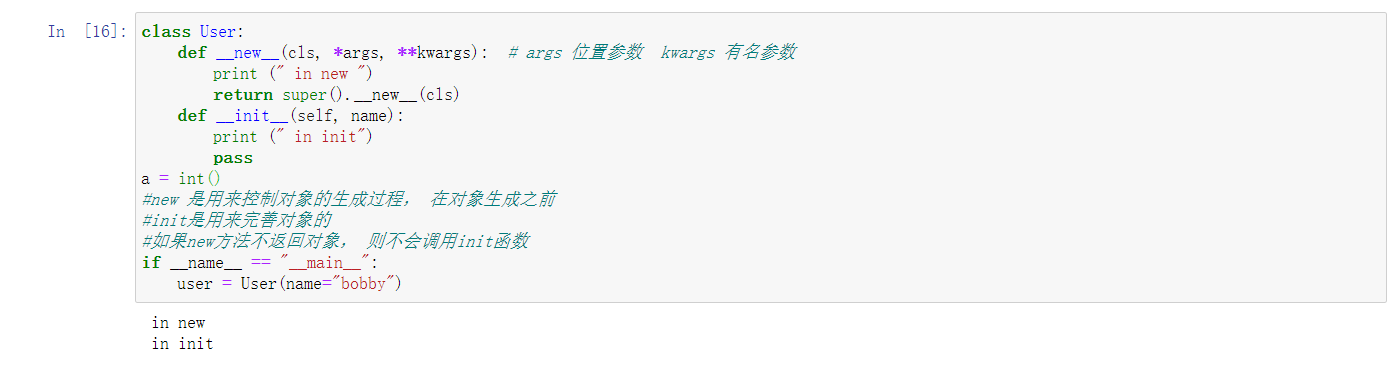 In [16]: class User:
    def __new__(cls, *args, **kwargs):  # args 位置参数  kwargs 有名参数
        print (" in new ")
        return super().__new__(cls)
    def __init__(self, name):
        print (" in init")
        pass
a = int()
#new 是用来控制对象的生成过程， 在对象生成之前
#init是用来完善对象的
#如果new方法不返回对象， 则不会调用init函数
if __name__ == "__main__":
    user = User(name="bobby")
in new
in init